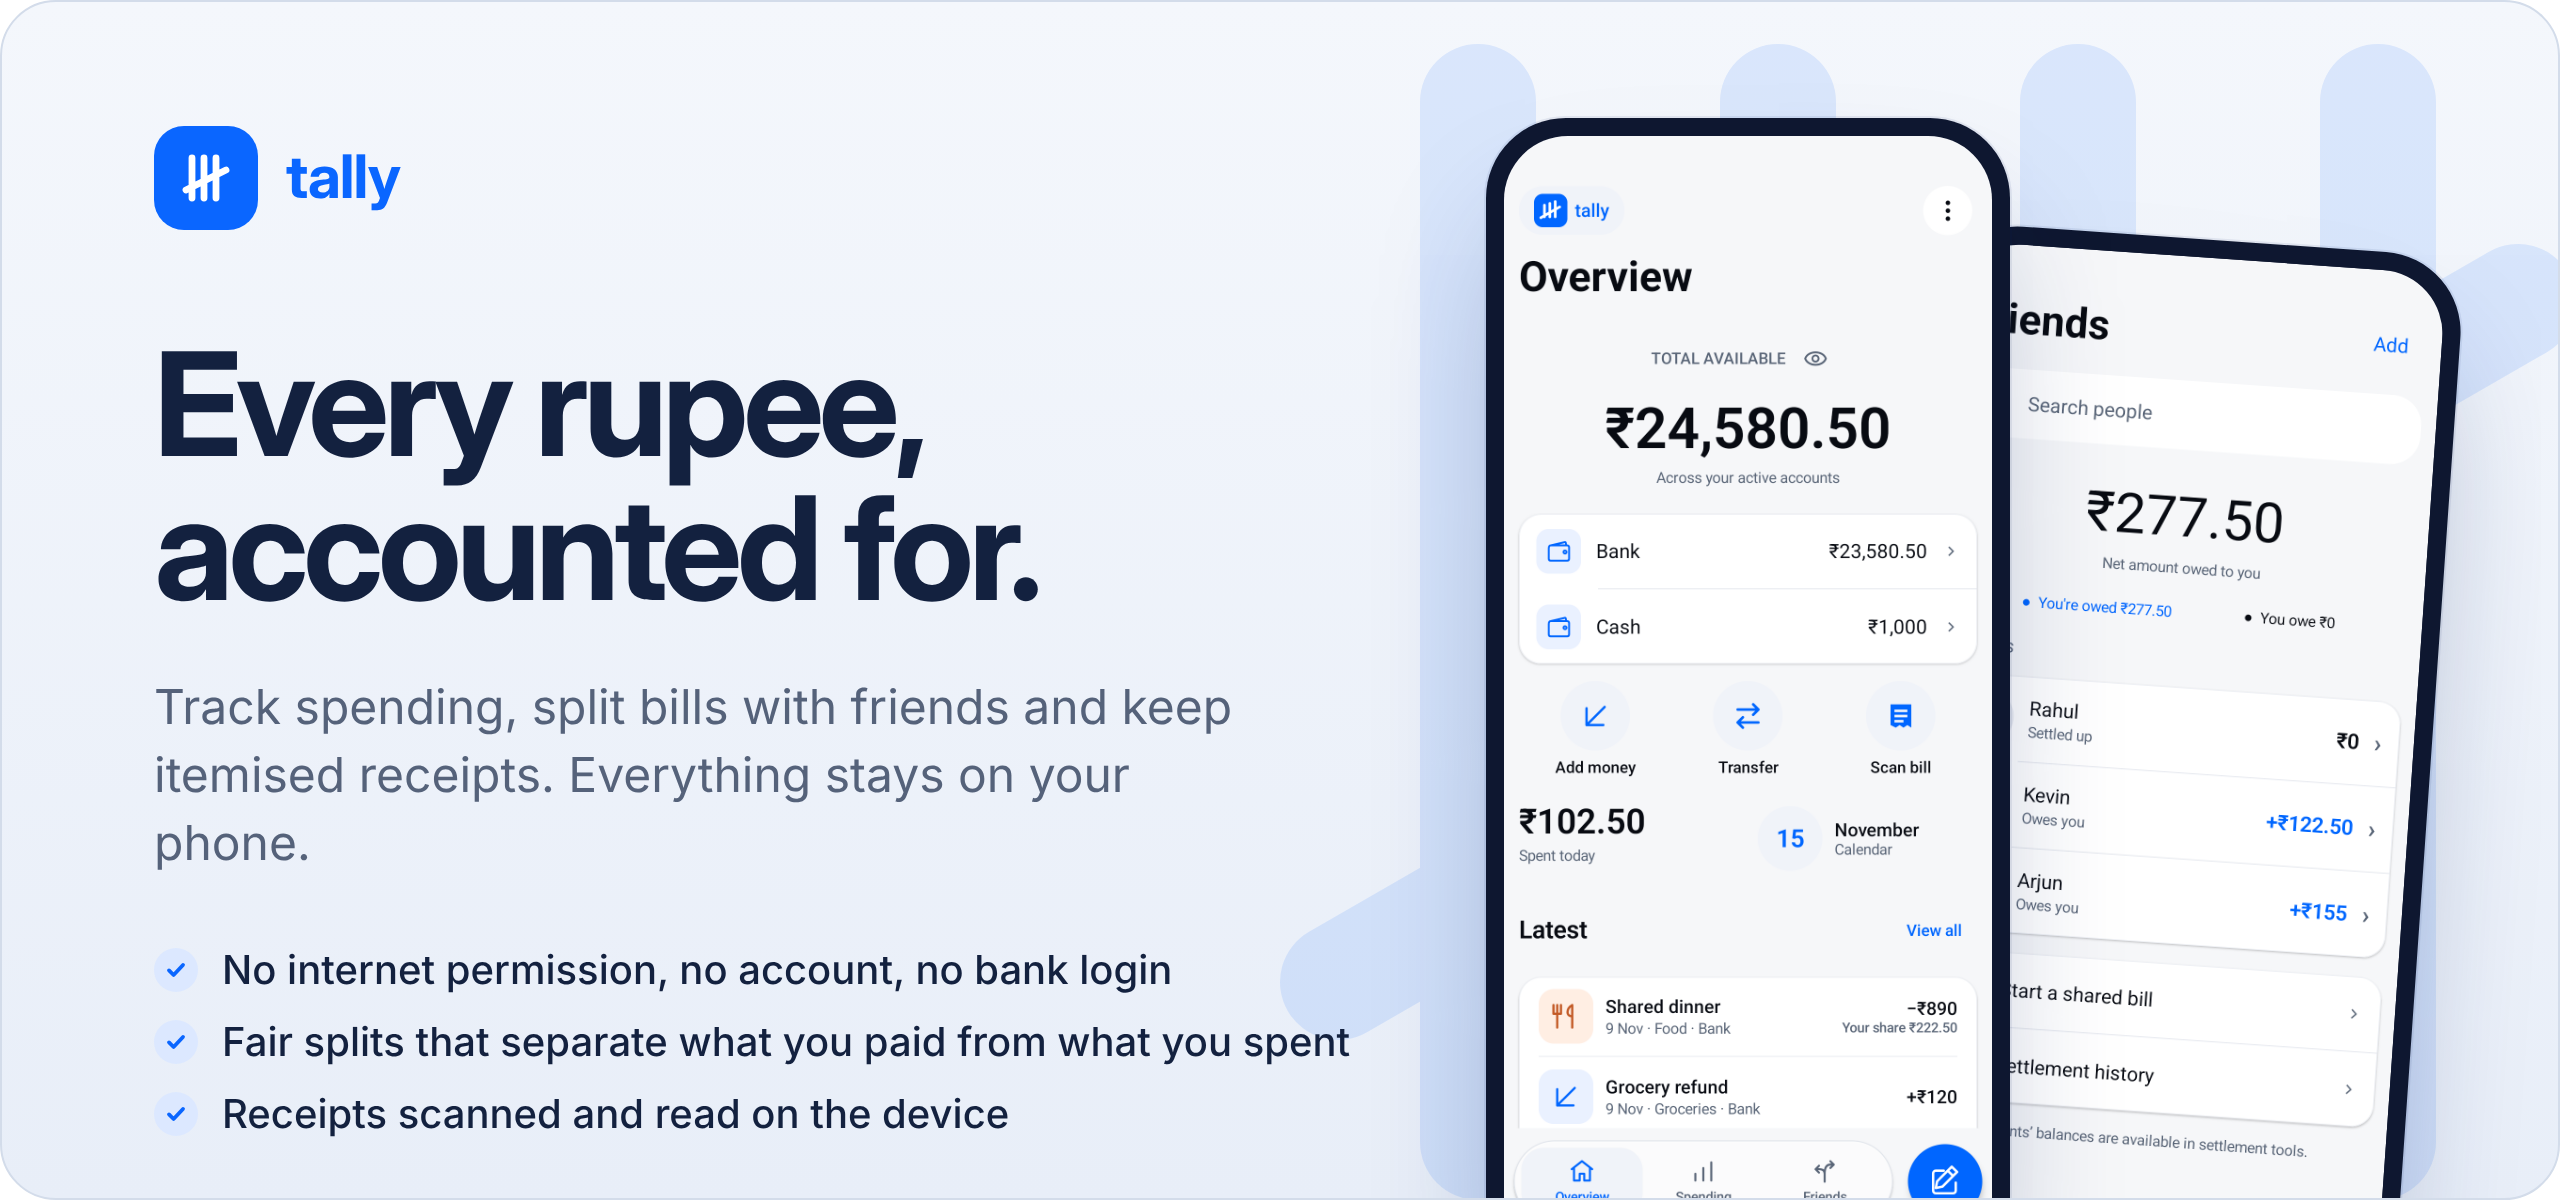 tally
Every rupee,
accounted for.
Track spending, split bills with friends and keep
itemised receipts. Everything stays on your
phone.
No internet permission, no account, no bank login
Fair splits that separate what you paid from what you spent
Receipts scanned and read on the device
tally
Overview
TOTAL AVAILABLE
₹24,580.50
Across your active accounts
Bank ₹23,580.50
Cash ₹1,000
Add money Transfer Scan bill
₹102.50
Spent today
15 November
Calendar
Latest View all
Shared dinner −₹890
9 Nov · Food · Bank Your share ₹222.50
Grocery refund +₹120
9 Nov · Groceries · Bank
Overview Spending Friends
iends Add
Search people
₹277.50
Net amount owed to you
You're owed ₹277.50 You owe ₹0
s
Rahul ₹0
Settled up
Kevin +₹122.50
Owes you
Arjun +₹155
Owes you
tart a shared bill
ettlement history
nts’ balances are available in settlement tools.